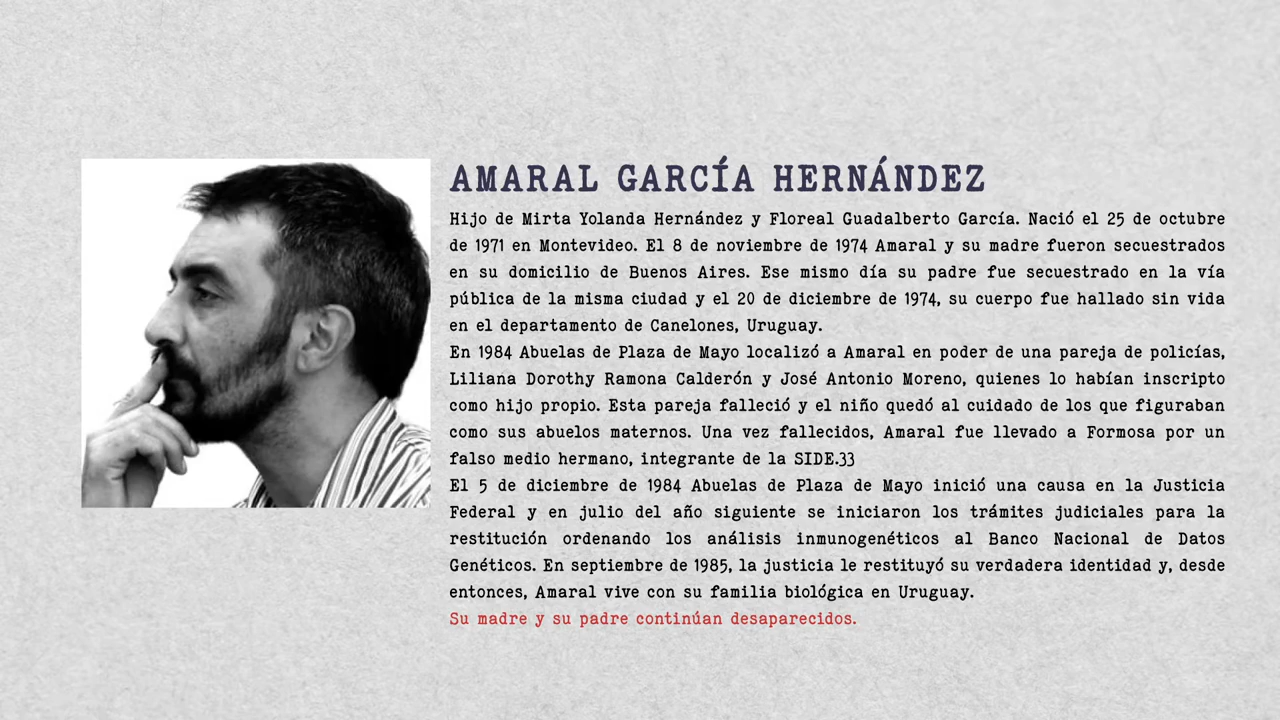 AMARAL GARCÍA HERNÁNDEZ
Hijo de Mirta Yolanda Hernández y Floreal Guadalberto García. Nació el 25 de octubre
de 1971 en Montevideo. El 8 de noviembre de 1974 Amaral y su madre fueron secuestrados
en su domicilio de Buenos Aires. Ese mismo día su padre fue secuestrado en la vía
pública de la misma ciudad y el 20 de diciembre de 1974, su cuerpo fue hallado sin vida
en el departamento de Canelones, Uruguay.
En 1984 Abuelas de Plaza de Mayo localizó a Amaral en poder de una pareja de policías,
Liliana Dorothy Ramona Calderón y José Antonio Moreno, quienes lo habían inscripto
como hijo propio. Esta pareja falleció y el niño quedó al cuidado de los que figuraban
como sus abuelos maternos. Una vez fallecidos, Amaral fue llevado a Formosa por un
falso medio hermano, integrante de la SIDE.33
El 5 de diciembre de 1984 Abuelas de Plaza de Mayo inició una causa en la Justicia
Federal y en julio del año siguiente se iniciaron los trámites judiciales para la
restitución ordenando los análisis inmunogenéticos al Banco Nacional de Datos
Genéticos. En septiembre de 1985, la justicia le restituyó su verdadera identidad y, desde
entonces, Amaral vive con su familia biológica en Uruguay.
Su madre y su padre continúan desaparecidos.